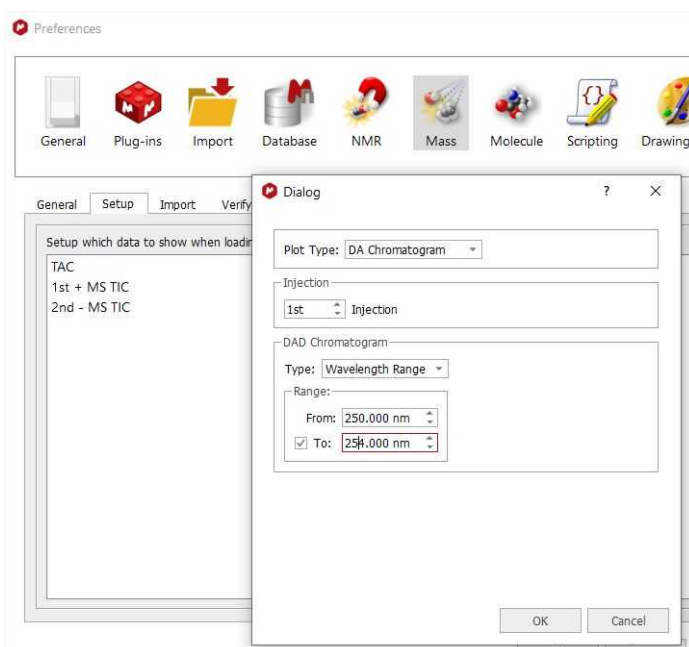 Preferences
General Plug-ins Import Database NMR Mass Molecule Scripting Drawing
General Setup Import Verify
Setup which data to show when loadin
TAC
1st + MS TIC
2nd - MS TIC
Dialog ? ×
Plot Type: DA Chromatogram
Injection
1st Injection
DAD Chromatogram
Type: Wavelength Range
Range:
From: 250.000 nm
To: 254.000 nm
OK Cancel